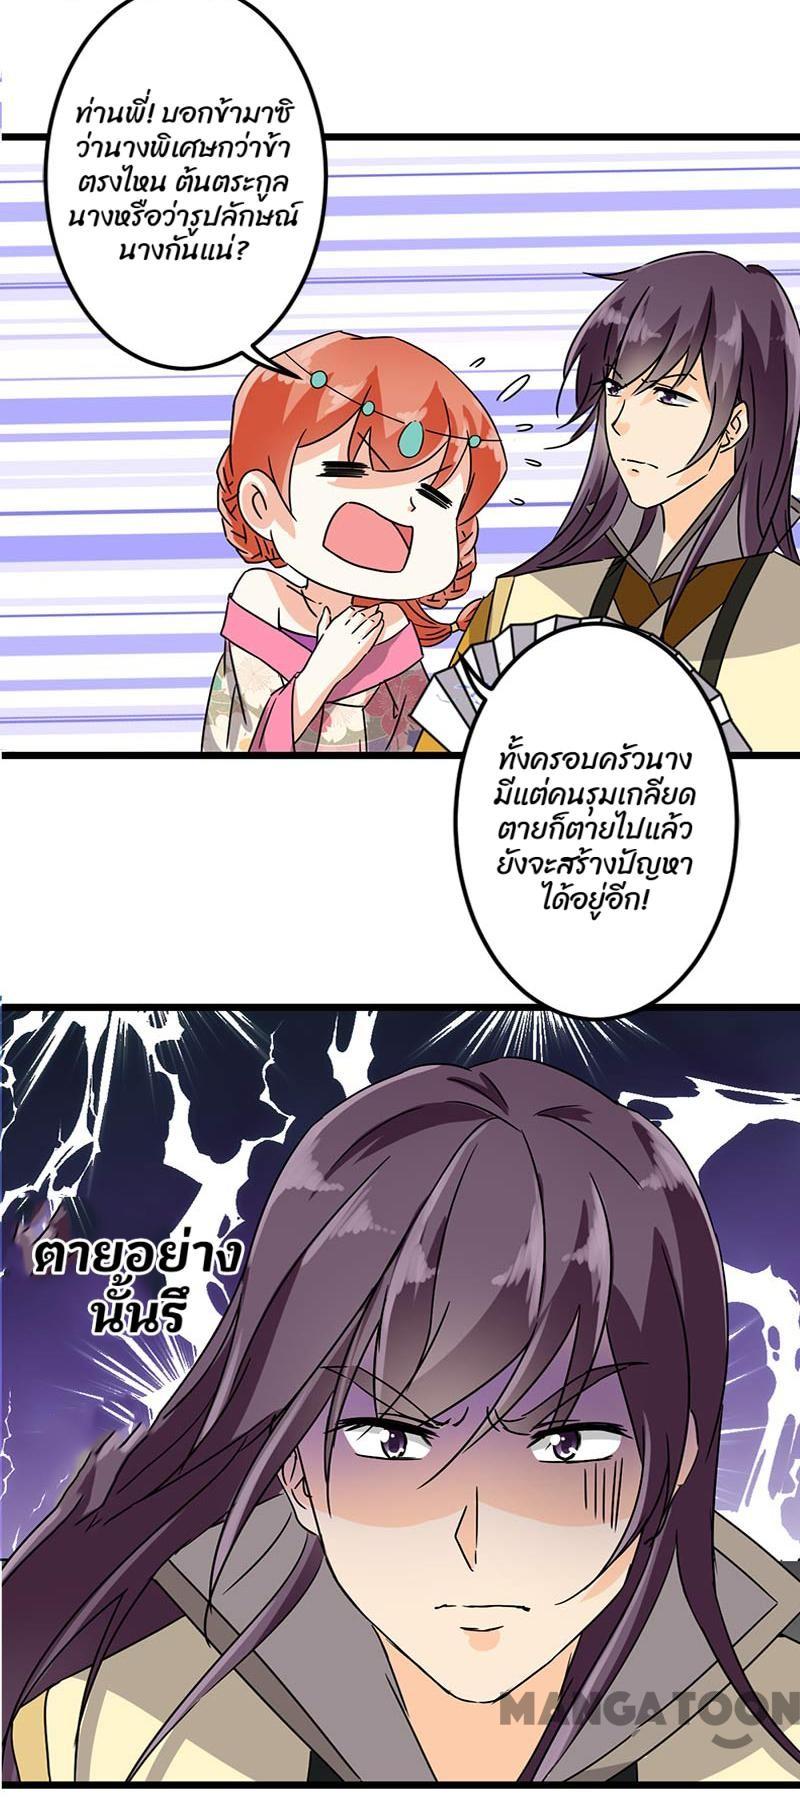 ท่านพี่! บอกข้ามาซิ
ว่านางพิเศษกว่าข้า
ตรงไหน ต้นตระกูล
นางหรือว่ารูปลักษณ์
นางกันแน่?
ทั้งครอบครัวนาง
มีแต่คนรุมเกลียด
ตายก็ตายไปแล้ว
ยังจะสร้างปัญหา
ได้อยู่อีก!
ตายอย่าง
นั้นรึ
MANGATOON